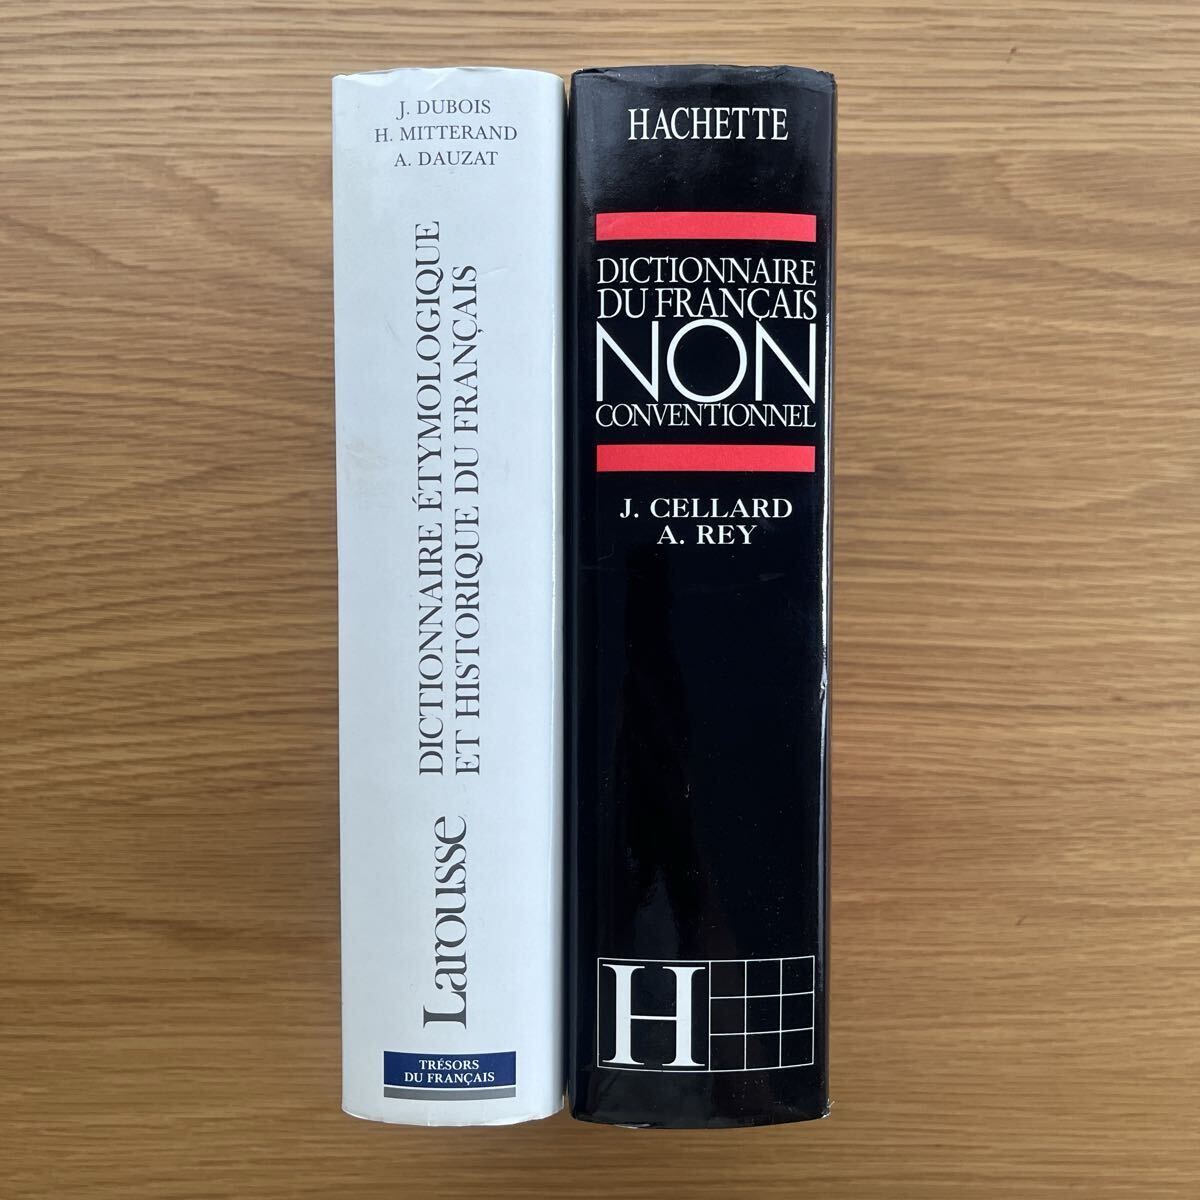 J. DUBOIS
H. MITTERAND
A. DAUZAT
DICTIONNAIRE ÉTYMOLOGIQUE
ET HISTORIQUE DU FRANÇAIS
Larousse
TRÉSORS
DU FRANÇAIS
HACHETTE
DICTIONNAIRE
DU FRANÇAIS
NON
CONVENTIONNEL
J. CELLARD
A. REY
H